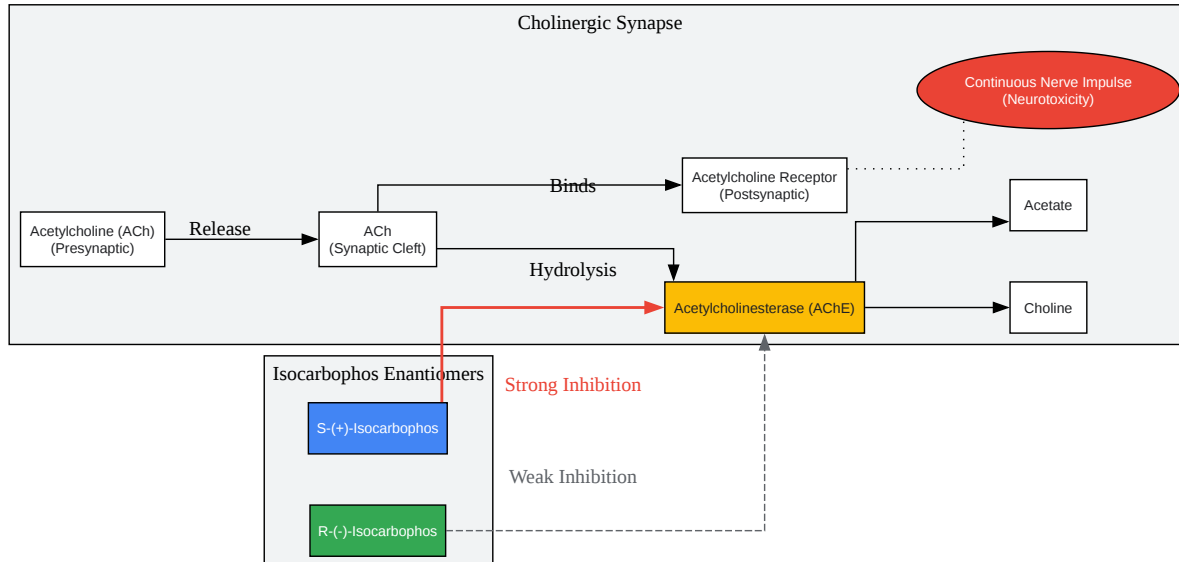 Cholinergic Synapse
Continuous Nerve Impulse
(Neurotoxicity)
Acetylcholine Receptor
(Postsynaptic)
Binds
Acetate
Acetylcholine (ACh)
(Presynaptic)
Release
ACh
(Synaptic Cleft)
Hydrolysis
Acetylcholinesterase (AChE)
Choline
Isocarbophos Enantiomers
Strong Inhibition
S-(+)-Isocarbophos
Weak Inhibition
R-(-)-Isocarbophos